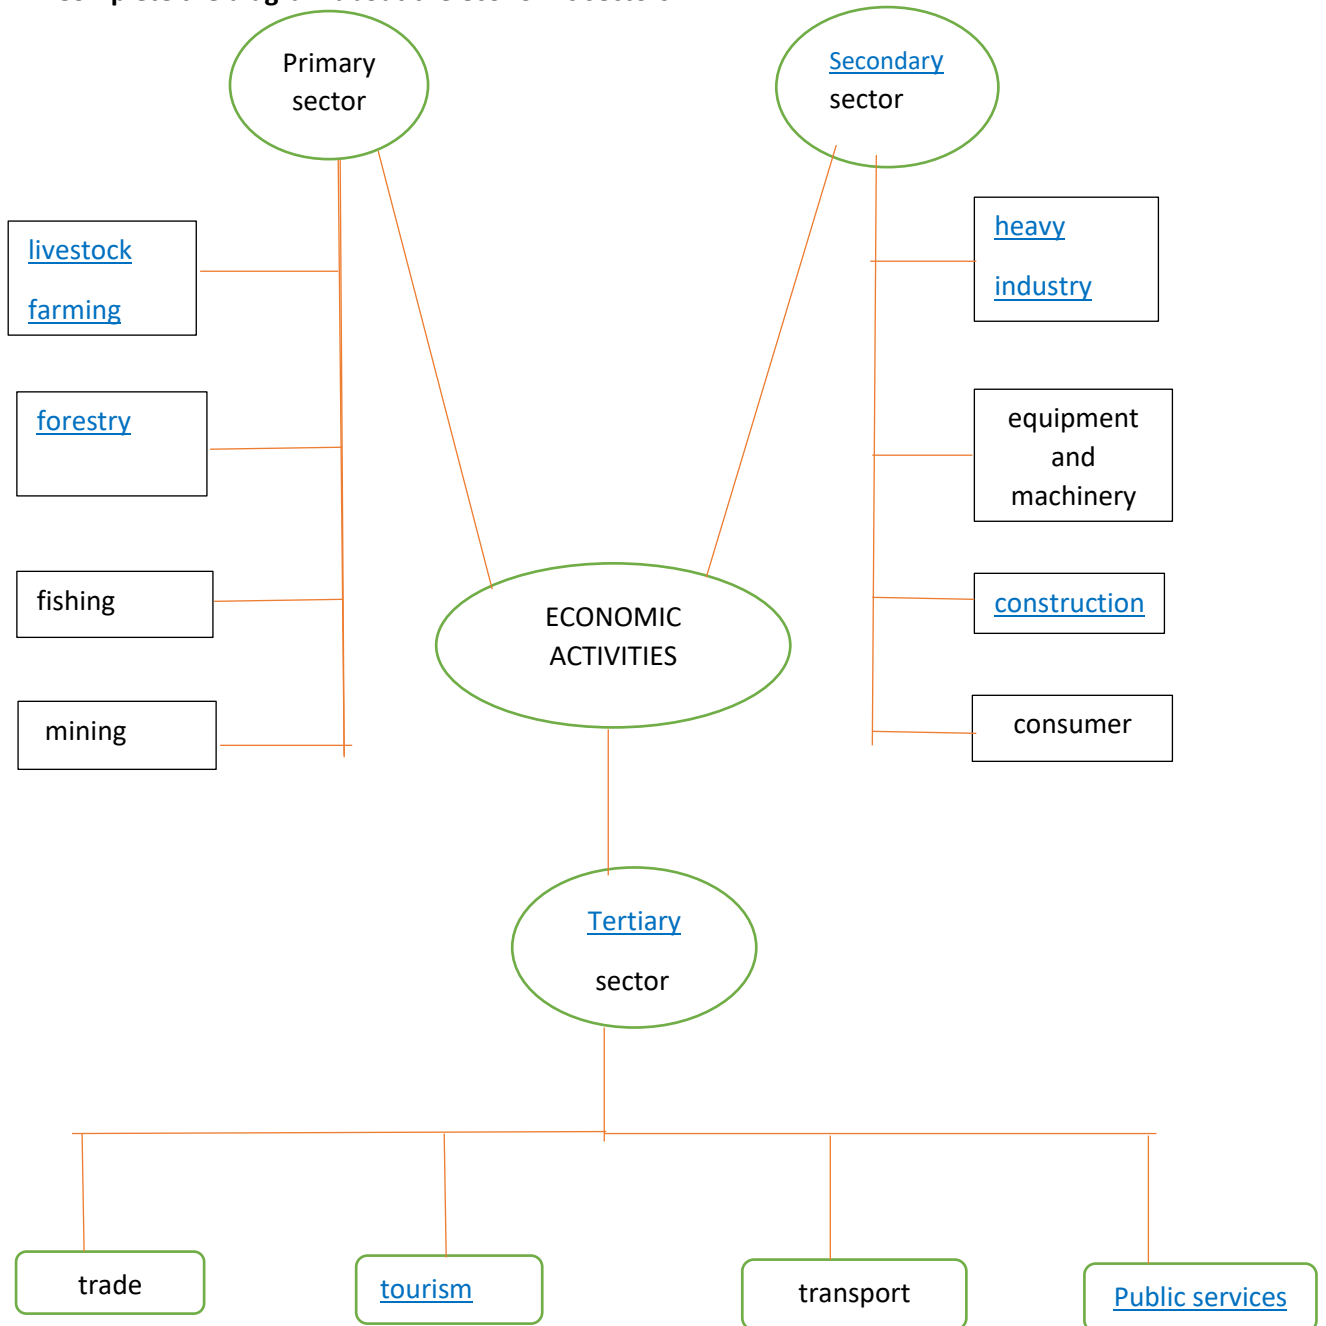 Primary
sector
Secondary
sector
livestock
farming
heavy
industry
forestry
equipment
and
machinery
fishing
construction
ECONOMIC
ACTIVITIES
mining
consumer
Tertiary
sector
trade
tourism
transport
Public services